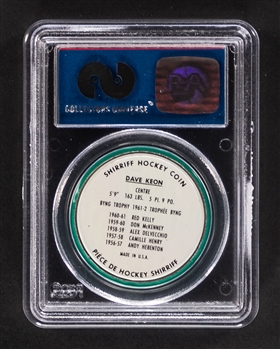 COLLECTORS UNIVERSE
SHIRRIFF HOCKEY COIN
DAVE KEON
CENTRE
5'9" 163 LBS. 5 PI. 9 PO.
BYNG TROPHY 1961-2 TROPHÉE BYNG
1960-61 RED KELLY
1959-60 DON McKENNEY
1958-59 ALEX DELVECCHIO
1957-58 CAMILLE HENRY
1956-57 ANDY HEBENTON
MADE IN U.S.A.
PIÈCE DE HOCKEY SHIRRIFF